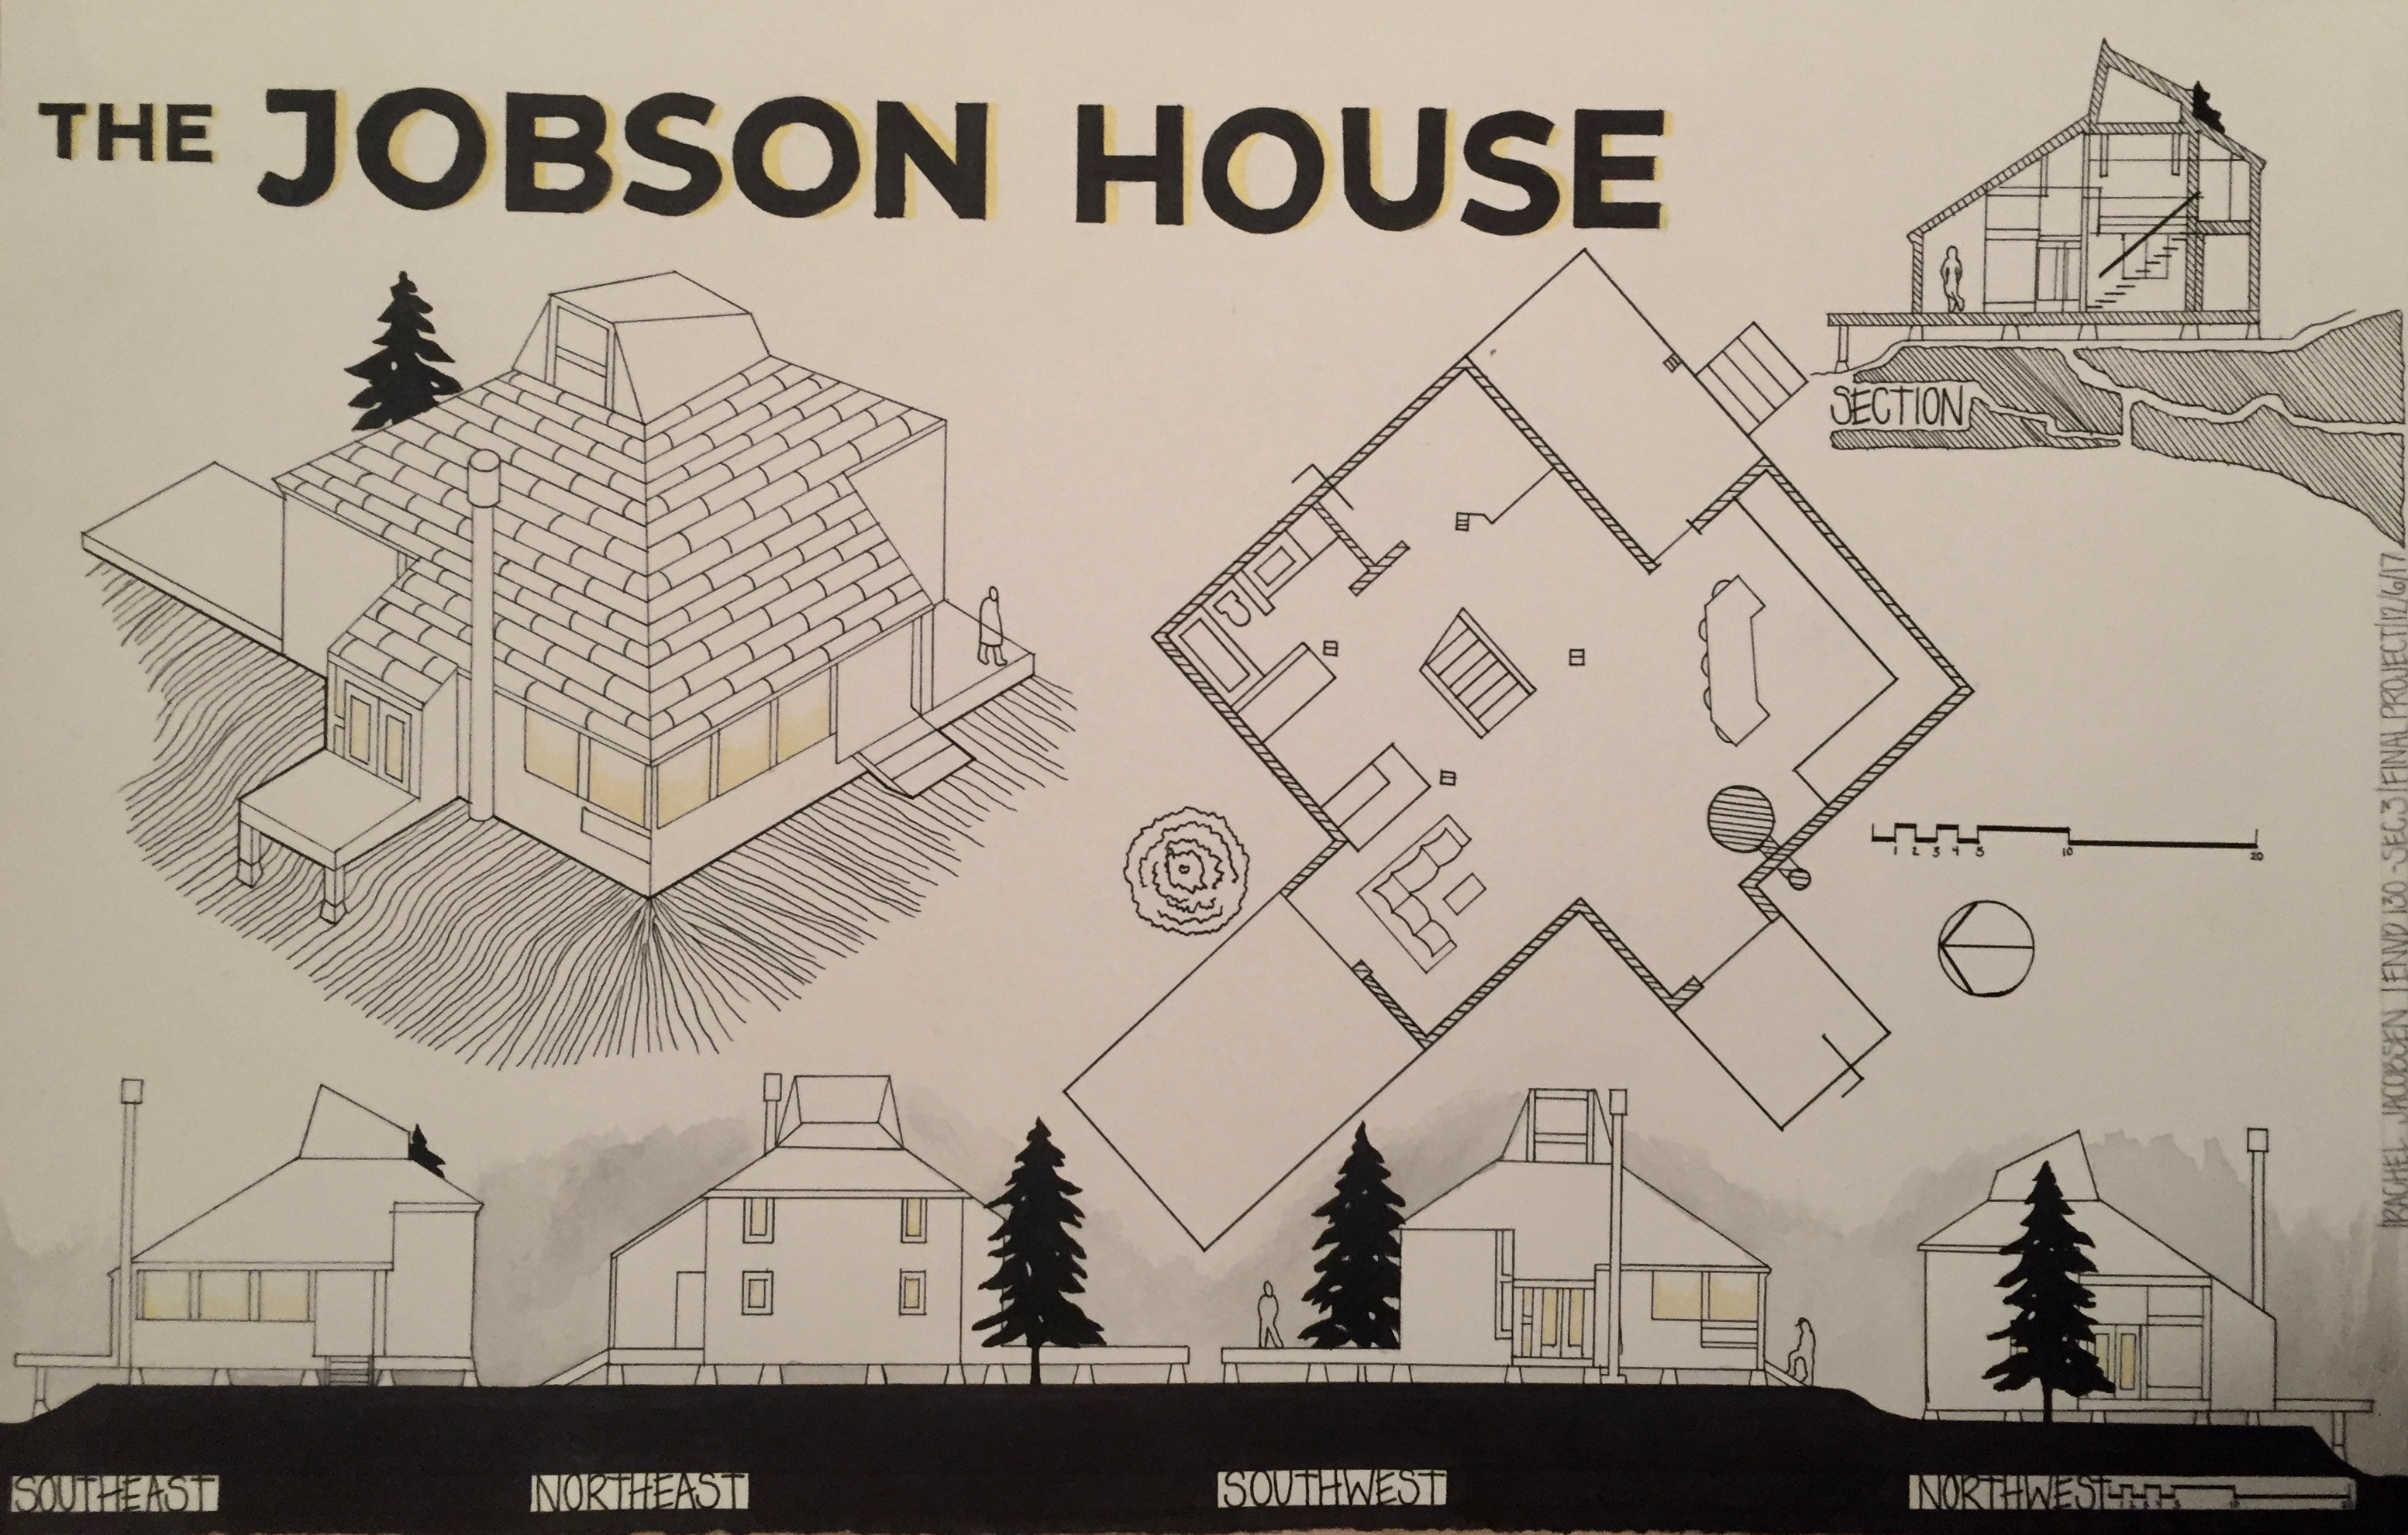 THE JOBSON HOUSE
SECTION
1 2 3 4 5 10 20
RACHEL JACOBSEN | ENVD 130 - SEC. 3 | FINAL PROJECT | 12/6/17
SOUTHEAST
NORTHEAST
SOUTHWEST
NORTHWEST